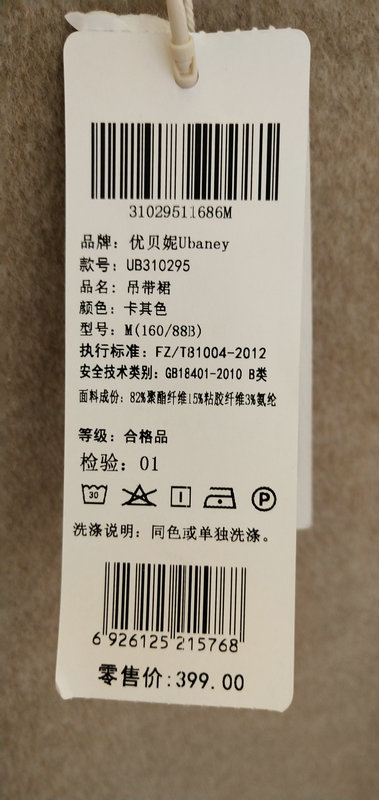 31029511686M
品牌：优贝妮Ubaney
款号：UB310295
品名：吊带裙
颜色：卡其色
型号：M(160/88B)
执行标准：FZ/T81004-2012
安全技术类别：GB18401-2010 B类
面料成份：82%聚酯纤维15%粘胶纤维3%氨纶
等级：合格品
检验：01
30 P
洗涤说明：同色或单独洗涤。
6 926125 215768
零售价:399.00